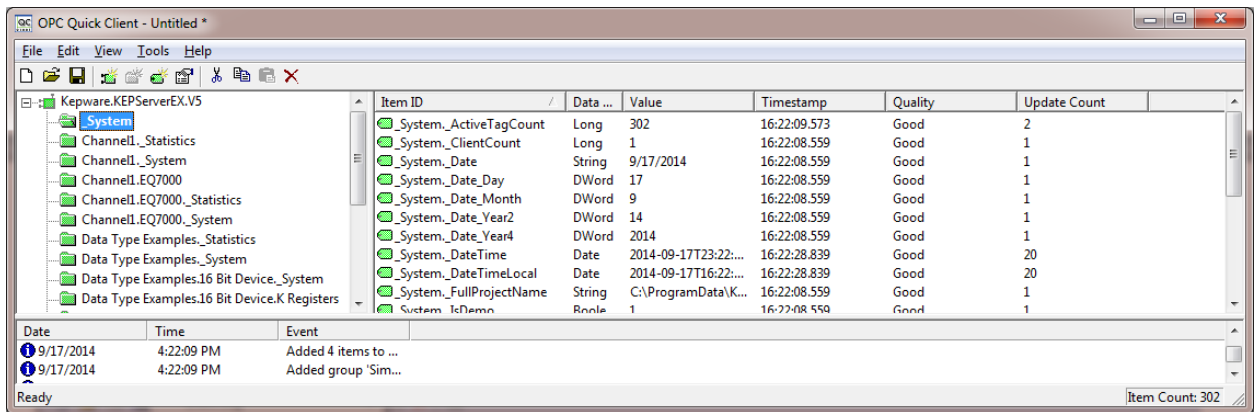 OPC Quick Client - Untitled *
File Edit View Tools Help
Kepware.KEPServerEX.V5
_System
Channel1._Statistics
Channel1._System
Channel1.EQ7000
Channel1.EQ7000._Statistics
Channel1.EQ7000._System
Data Type Examples._Statistics
Data Type Examples._System
Data Type Examples.16 Bit Device._System
Data Type Examples.16 Bit Device.K Registers
Item ID Data ... Value Timestamp Quality Update Count
_System._ActiveTagCount Long 302 16:22:09.573 Good 2
_System._ClientCount Long 1 16:22:08.559 Good 1
_System._Date String 9/17/2014 16:22:08.559 Good 1
_System._Date_Day DWord 17 16:22:08.559 Good 1
_System._Date_Month DWord 9 16:22:08.559 Good 1
_System._Date_Year2 DWord 14 16:22:08.559 Good 1
_System._Date_Year4 DWord 2014 16:22:08.559 Good 1
_System._DateTime Date 2014-09-17T23:22:... 16:22:28.839 Good 20
_System._DateTimeLocal Date 2014-09-17T16:22:... 16:22:28.839 Good 20
_System._FullProjectName String C:\ProgramData\K... 16:22:08.559 Good 1
_System._IsDemo Boole 1 16:22:08.559 Good 1
Date Time Event
9/17/2014 4:22:09 PM Added 4 items to ...
9/17/2014 4:22:09 PM Added group 'Sim...
Ready Item Count: 302